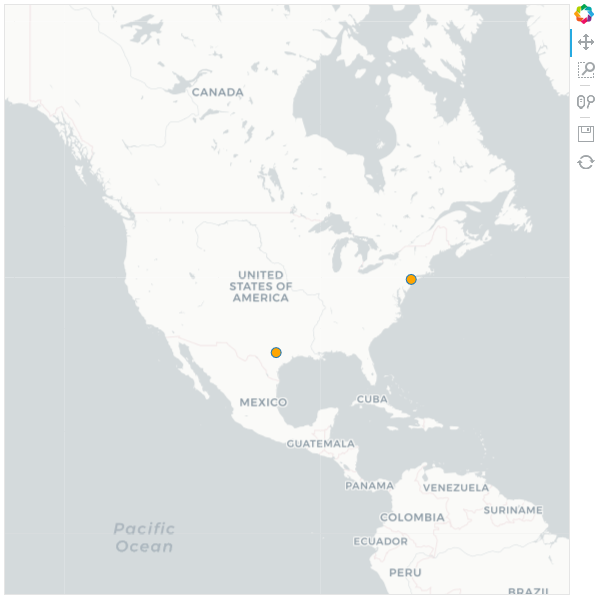 CANADA
UNITED
STATES OF
AMERICA
MEXICO
CUBA
GUATEMALA
PANAMA
VENEZUELA
SURINAME
COLOMBIA
Pacific
Ocean
ECUADOR
PERU
BRAZIL